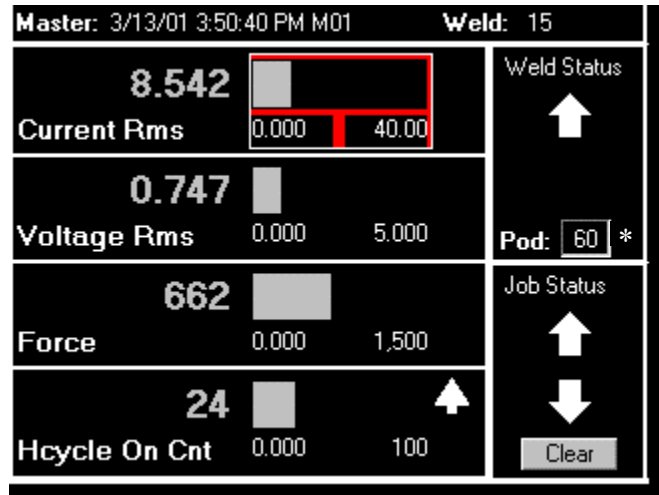 Master: 3/13/01 3:50:40 PM M01 Weld: 15
8.542
Current Rms 0.000 40.00
Weld Status
0.747
Voltage Rms 0.000 5.000
Pod: 60 *
662
Force 0.000 1,500
Job Status
24
Hcycle On Cnt 0.000 100
Clear